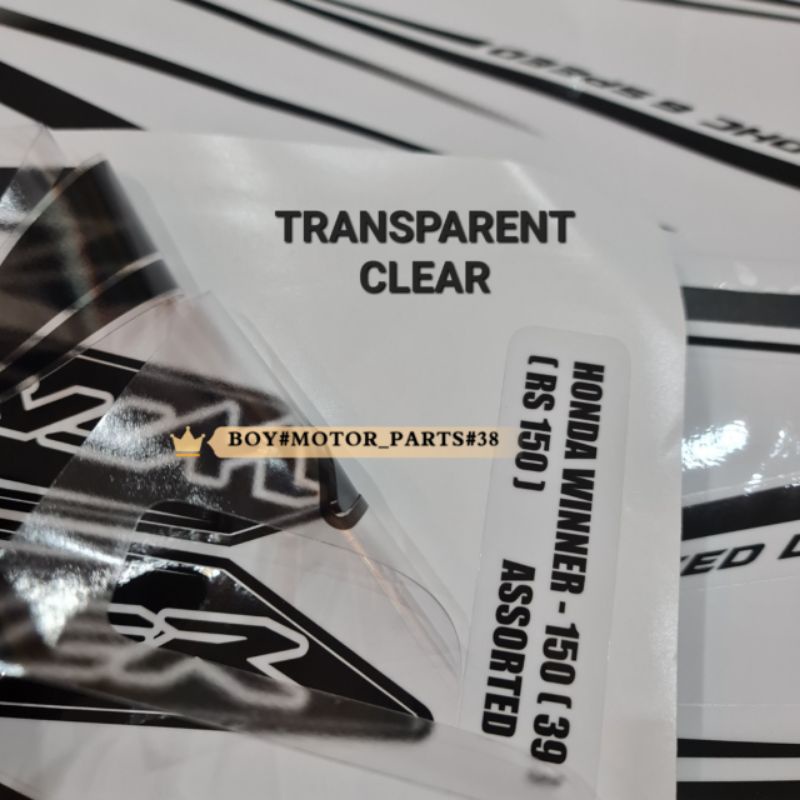 DOHC 6 SPEED
TRANSPARENT
CLEAR
BOY#MOTOR_PARTS#38
HONDA WINNER - 150 ( 39
( RS 150 ) ASSORTED